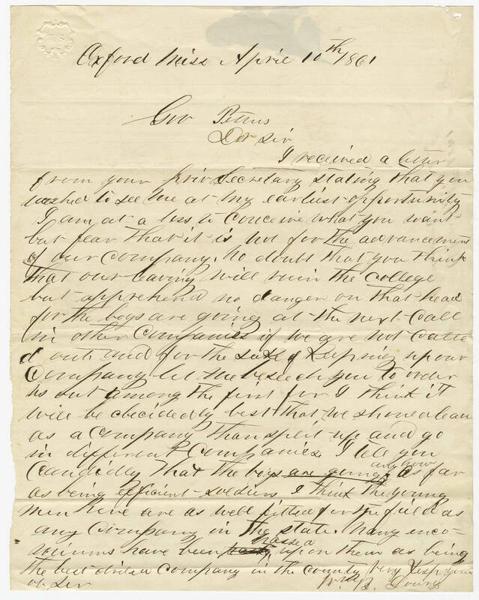 Oxford Miss April 10th 1861
Gov Pettus
Der Sir
I received a letter
from your priv Secretary stating that you
wished to see me at my earliest opportunity
I am at a loss to conceive what you want
but fear that it is not for the advancement
of our company. No doubt that you think
that our leaving will ruin the college
but apprehend no danger on that head
for the boys are going at the next call
in other companies if we are not called
out and for the sake of keeping up our
Company let me beseech you to order
us out among the first for I think it
will be decidedly best that we should leave
as a company than split up and go
in different Companies I tell you
candidly that the boys are going anyhow as far
as being efficient soldiers I think the young
men here are as well fitted for the field as
any Company in the state. Many enco-
miums have been passed upon them as being
the best drilled company in the county Very Respy your
ob. Ser
Wm B.